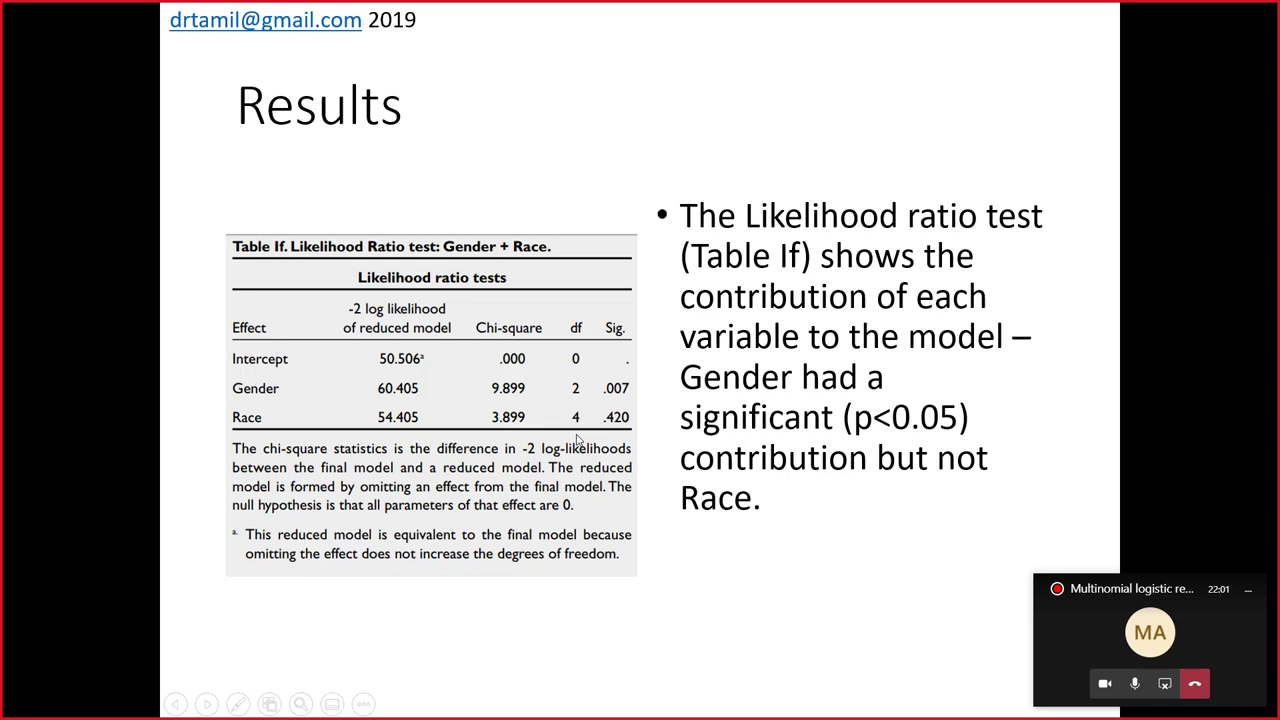 drtamil@gmail.com 2019
Results
Table If. Likelihood Ratio test: Gender + Race.
Likelihood ratio tests
-2 log likelihood
Effect of reduced model Chi-square df Sig.
Intercept 50.506ᵃ .000 0 .
Gender 60.405 9.899 2 .007
Race 54.405 3.899 4 .420
The chi-square statistics is the difference in -2 log-likelihoods
between the final model and a reduced model. The reduced
model is formed by omitting an effect from the final model. The
null hypothesis is that all parameters of that effect are 0.
a. This reduced model is equivalent to the final model because
omitting the effect does not increase the degrees of freedom.
• The Likelihood ratio test
(Table If) shows the
contribution of each
variable to the model –
Gender had a
significant (p<0.05)
contribution but not
Race.
Multinomial logistic re... 22:01
MA